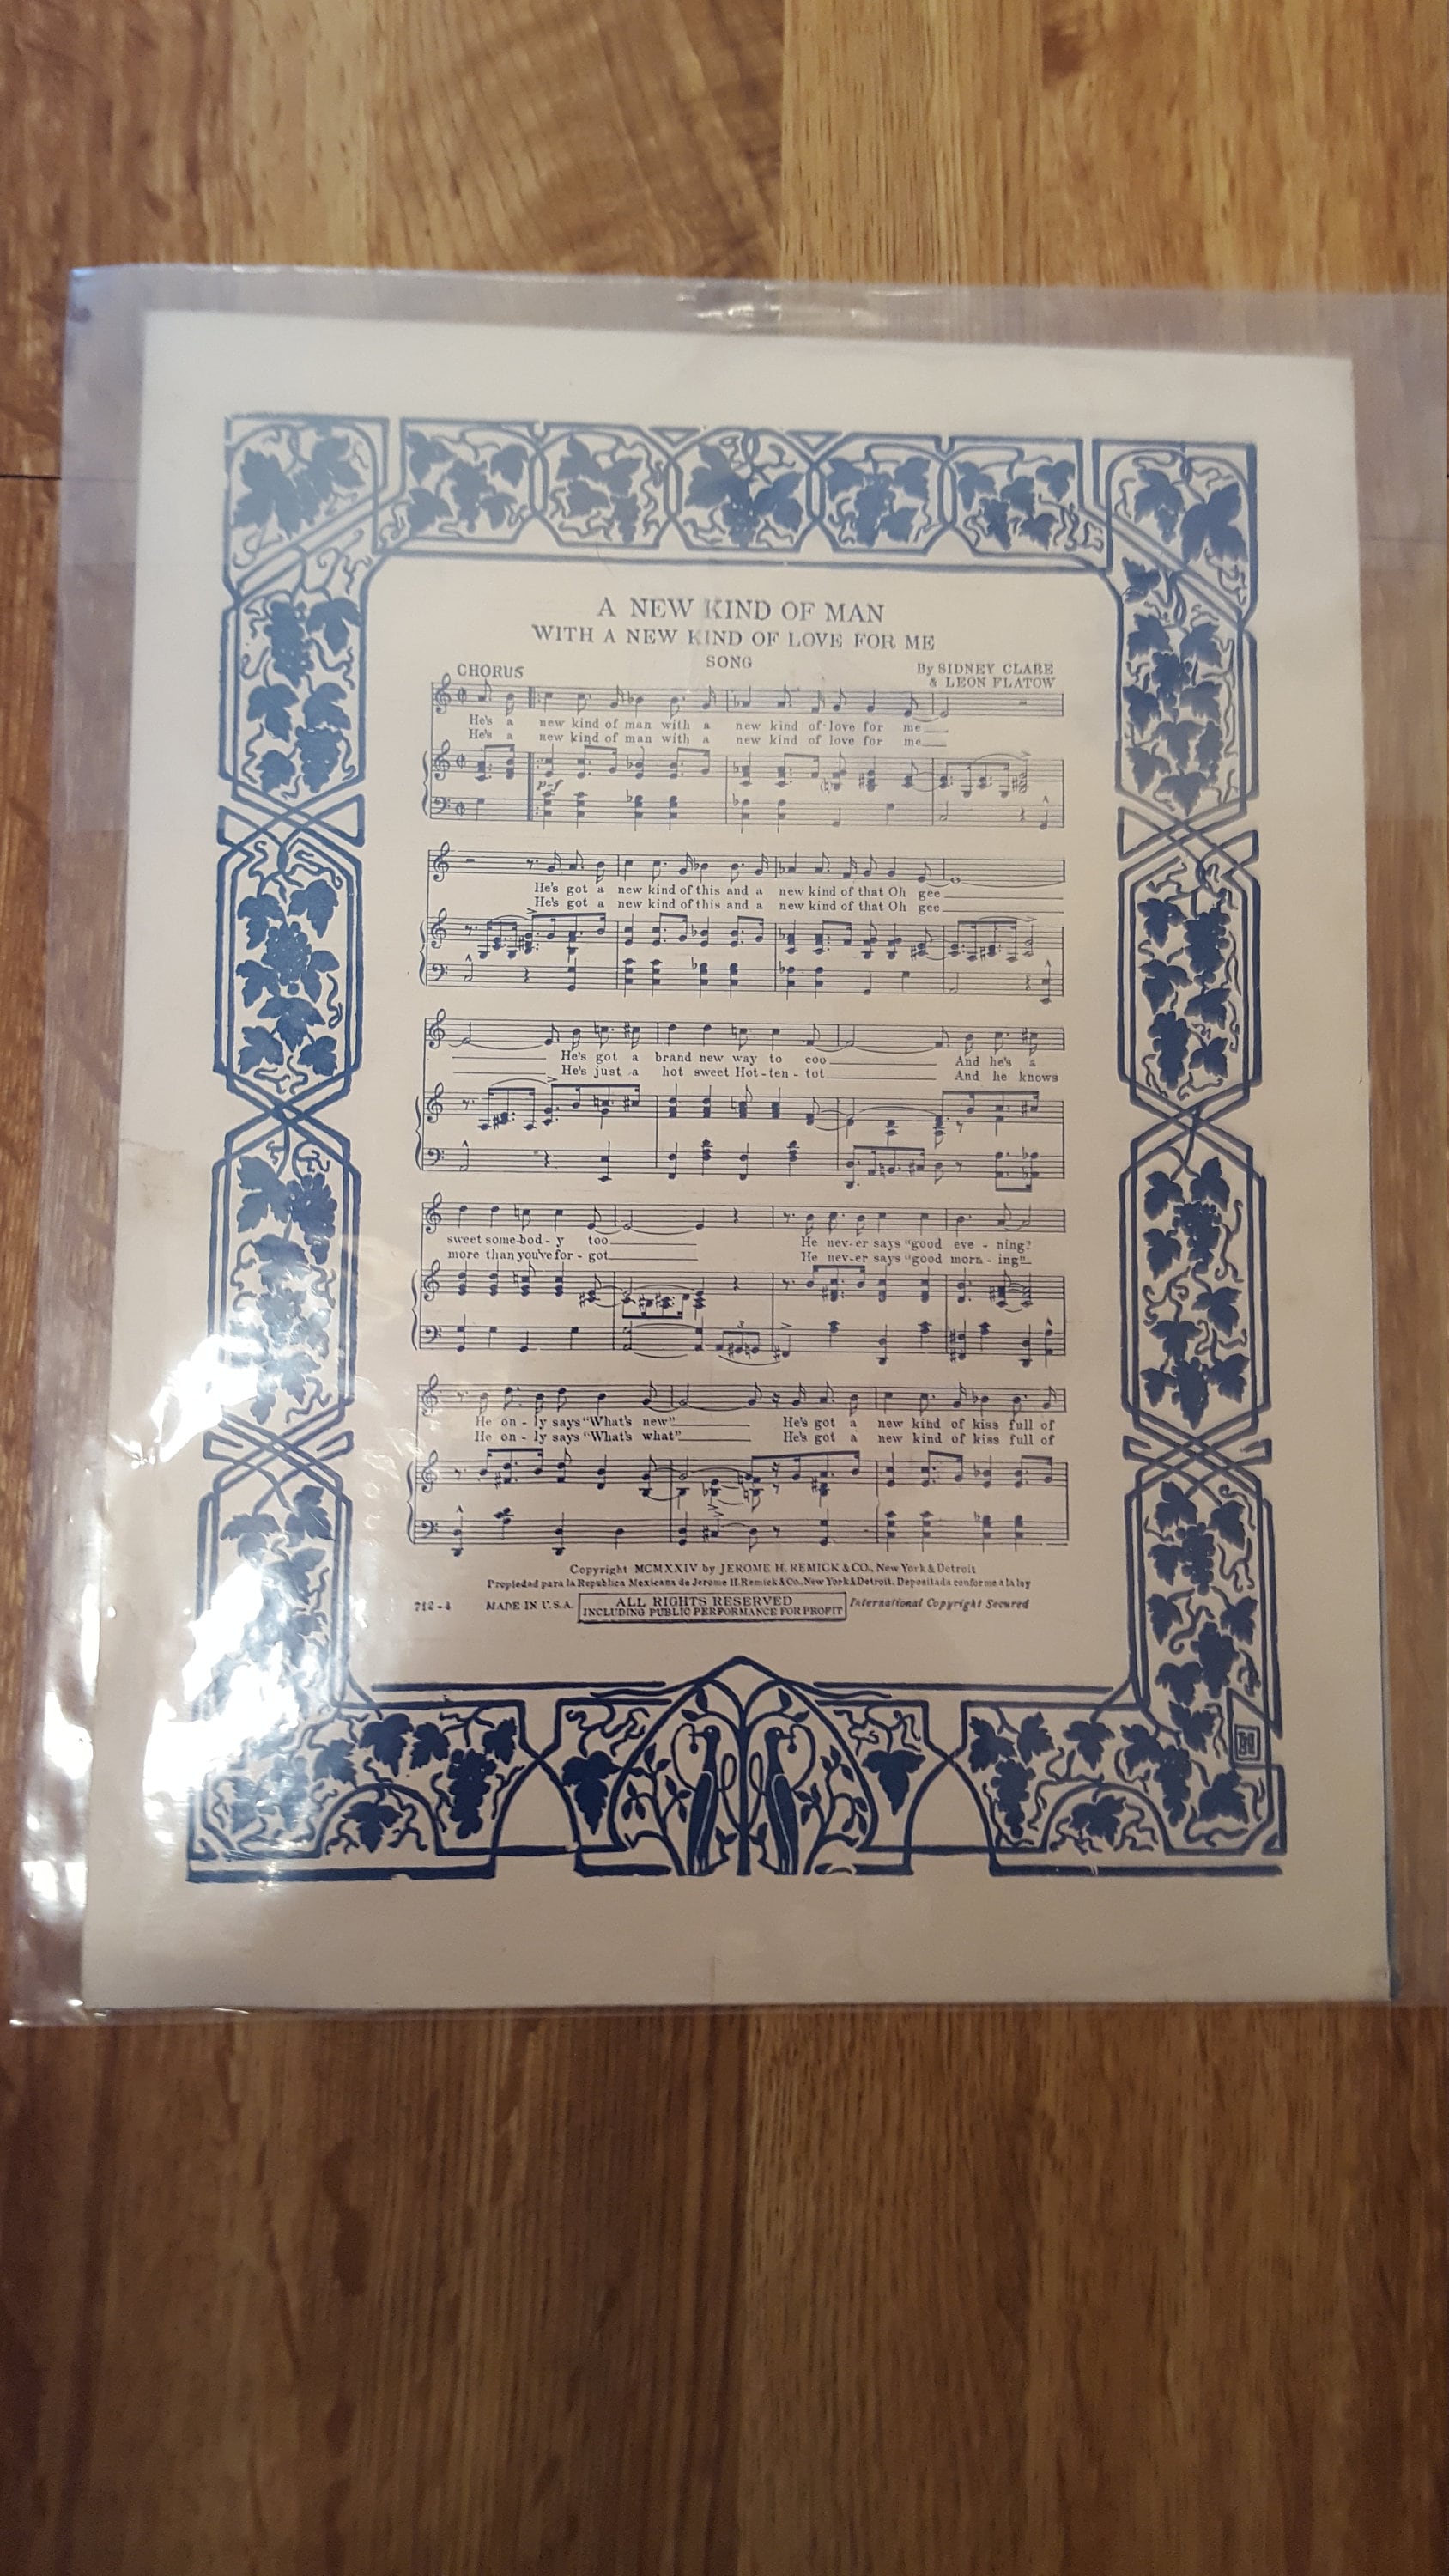 A NEW KIND OF MAN
WITH A NEW KIND OF LOVE FOR ME
SONG
CHORUS
By SIDNEY CLARE
& LEON FLATOW
He's a new kind of man with a new kind of love for me
He's a new kind of man with a new kind of love for me
p-f
He's got a new kind of this and a new kind of that Oh gee
He's got a new kind of this and a new kind of that Oh gee
He's got a brand new way to coo And he's a
He's just a hot sweet Hot-ten-tot And he knows
sweet some-bod-y too He nev-er says "good eve-ning"
more than you've for-got He nev-er says "good morn-ing"
3
He on-ly says "What's new" He's got a new kind of kiss full of
He on-ly says "What's what" He's got a new kind of kiss full of
Copyright MCMXXIV by JEROME H. REMICK & CO., New York & Detroit
Propiedad para la Republica Mexicana de Jerome H. Remick & Co., New York & Detroit. Depositada conforme a la ley
712-4 MADE IN U.S.A. ALL RIGHTS RESERVED International Copyright Secured
INCLUDING PUBLIC PERFORMANCE FOR PROFIT